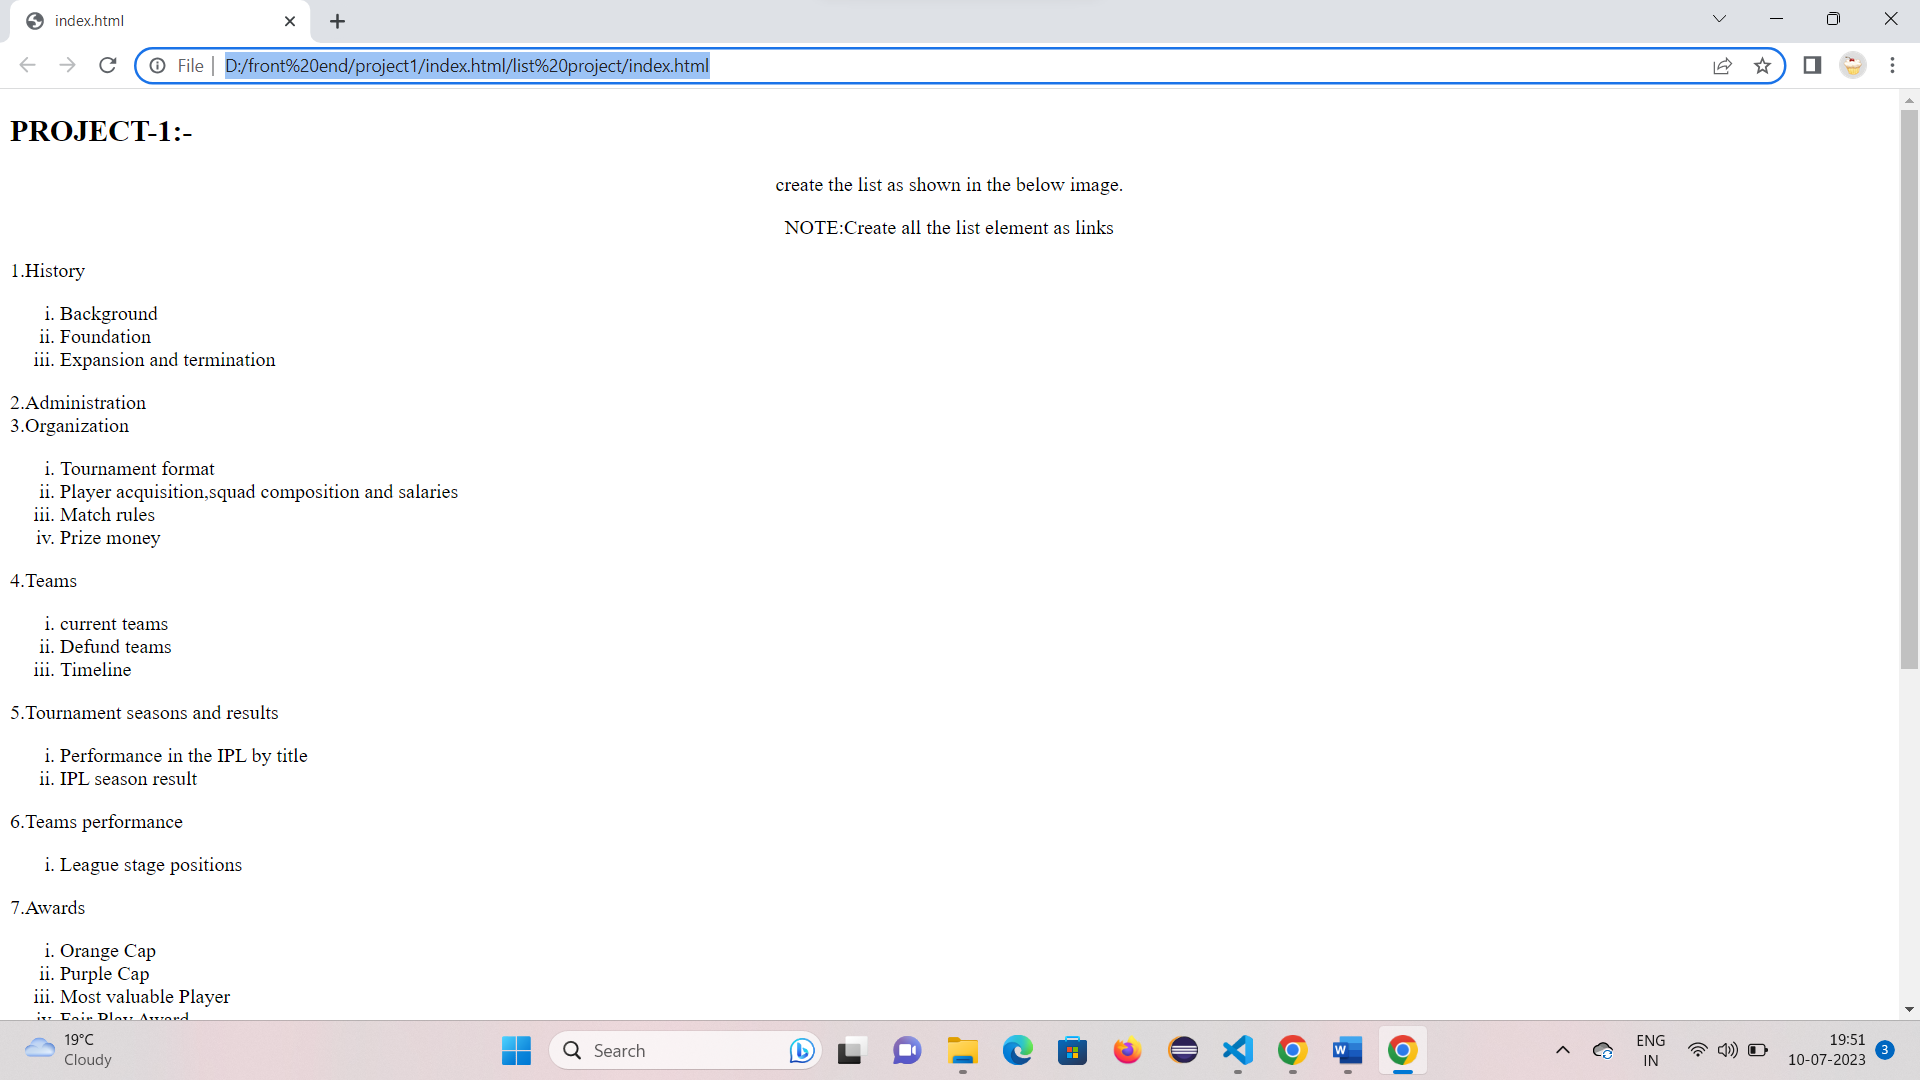 index.html
File
D:/front%20end/project1/index.html/list%20project/index.html
PROJECT-1:-
create the list as shown in the below image.
NOTE:Create all the list element as links
1.History
i. Background
ii. Foundation
iii. Expansion and termination
2.Administration
3.Organization
i. Tournament format
ii. Player acquisition,squad composition and salaries
iii. Match rules
iv. Prize money
4.Teams
i. current teams
ii. Defund teams
iii. Timeline
5.Tournament seasons and results
i. Performance in the IPL by title
ii. IPL season result
6.Teams performance
i. League stage positions
7.Awards
i. Orange Cap
ii. Purple Cap
iii. Most valuable Player
iv. Fair Play Award
19°C
Cloudy
Search
ENG
IN
19:51
10-07-2023
3